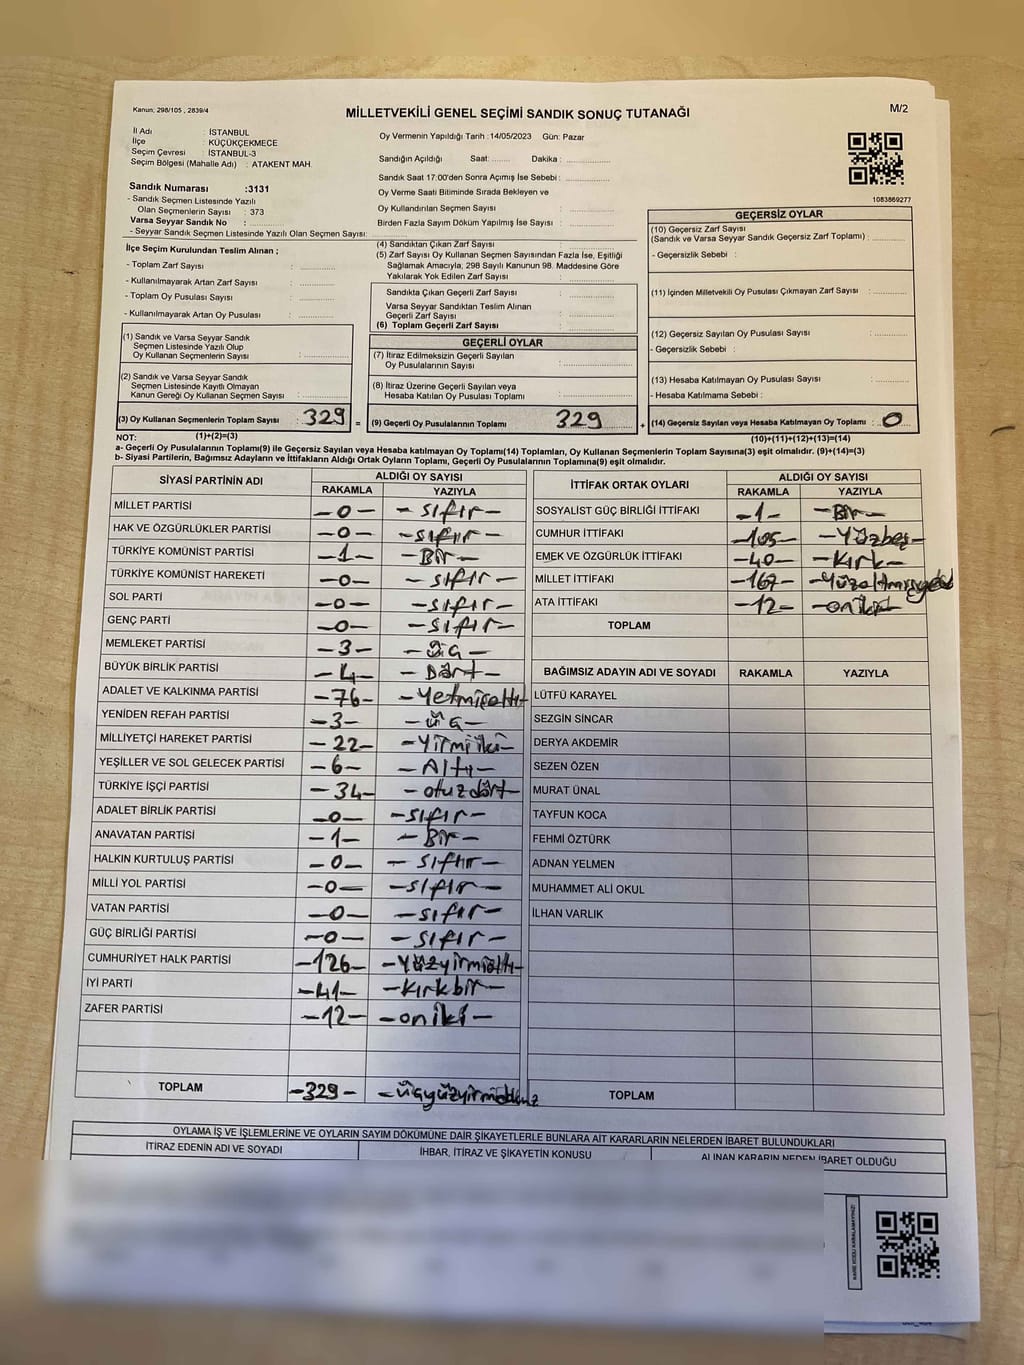 Kanun; 298/105 , 2839/4
MİLLETVEKİLİ GENEL SEÇİMİ SANDIK SONUÇ TUTANAĞI
M/2
İl Adı : İSTANBUL
İlçe : KÜÇÜKÇEKMECE
Seçim Çevresi : İSTANBUL-3
Seçim Bölgesi (Mahalle Adı) : ATAKENT MAH.
Sandık Numarası :3131
- Sandık Seçmen Listesinde Yazılı
Olan Seçmenlerin Sayısı : 373
Varsa Seyyar Sandık No :
- Seyyar Sandık Seçmen Listesinde Yazılı Olan Seçmen Sayısı:
Oy Vermenin Yapıldığı Tarih :14/05/2023 Gün: Pazar
Sandığın Açıldığı Saat: ....... Dakika : ...................
Sandık Saat 17:00'den Sonra Açımış İse Sebebi : ...................
Oy Verme Saati Bitiminde Sırada Bekleyen ve
Oy Kullandırılan Seçmen Sayısı :
Birden Fazla Sayım Döküm Yapılmış İse Sayısı :
1083869277
İlçe Seçim Kurulundan Teslim Alınan ;
- Toplam Zarf Sayısı :
- Kullanılmayarak Artan Zarf Sayısı :
- Toplam Oy Pusulası Sayısı :
- Kullanılmayarak Artan Oy Pusulası :
(4) Sandıktan Çıkan Zarf Sayısı :
(5) Zarf Sayısı Oy Kullanan Seçmen Sayısından Fazla İse, Eşitliği
Sağlamak Amacıyla, 298 Sayılı Kanunun 98. Maddesine Göre
Yakılarak Yok Edilen Zarf Sayısı :
Sandıkta Çıkan Geçerli Zarf Sayısı :
Varsa Seyyar Sandıktan Teslim Alınan
Geçerli Zarf Sayısı :
(6) Toplam Geçerli Zarf Sayısı :
GEÇERSİZ OYLAR
(10) Geçersiz Zarf Sayısı
(Sandık ve Varsa Seyyar Sandık Geçersiz Zarf Toplamı) :
- Geçersizlik Sebebi :
(11) İçinden Milletvekili Oy Pusulası Çıkmayan Zarf Sayısı :
(12) Geçersiz Sayılan Oy Pusulası Sayısı :
- Geçersizlik Sebebi :
(13) Hesaba Katılmayan Oy Pusulası Sayısı :
- Hesaba Katılmama Sebebi :
(1) Sandık ve Varsa Seyyar Sandık
Seçmen Listesinde Yazılı Olup
Oy Kullanan Seçmenlerin Sayısı :
(2) Sandık ve Varsa Seyyar Sandık
Seçmen Listesinde Kayıtlı Olmayan
Kanun Gereği Oy Kullanan Seçmen Sayısı :
GEÇERLİ OYLAR
(7) İtiraz Edilmeksizin Geçerli Sayılan
Oy Pusulalarının Sayısı :
(8) İtiraz Üzerine Geçerli Sayılan veya
Hesaba Katılan Oy Pusulası Toplamı :
(3) Oy Kullanan Seçmenlerin Toplam Sayısı : 329 = (9) Geçerli Oy Pusulalarının Toplamı : 329 + (14) Geçersiz Sayılan veya Hesaba Katılmayan Oy Toplamı : 0
NOT: (1)+(2)=(3) (10)+(11)+(12)+(13)=(14)
a- Geçerli Oy Pusulalarının Toplamı(9) ile Geçersiz Sayılan veya Hesaba katılmayan Oy Toplamı(14) Toplamları, Oy Kullanan Seçmenlerin Toplam Sayısına(3) eşit olmalıdır. (9)+(14)=(3)
b- Siyasi Partilerin, Bağımsız Adayların ve İttifakların Aldığı Ortak Oyların Toplamı, Geçerli Oy Pusulalarının Toplamına(9) eşit olmalıdır.
SİYASİ PARTİNİN ADI ALDIĞI OY SAYISI
RAKAMLA YAZIYLA
MİLLET PARTİSİ -0- -sıfır-
HAK VE ÖZGÜRLÜKLER PARTİSİ -0- -sıfır-
TÜRKİYE KOMÜNİST PARTİSİ -1- -Bir-
TÜRKİYE KOMÜNİST HAREKETİ -0- -sıfır-
SOL PARTİ -0- -sıfır-
GENÇ PARTİ -0- -sıfır-
MEMLEKET PARTİSİ -3- -üç-
BÜYÜK BİRLİK PARTİSİ -4- -Dört-
ADALET VE KALKINMA PARTİSİ -76- -Yetmişaltı-
YENİDEN REFAH PARTİSİ -3- -üç-
MİLLİYETÇİ HAREKET PARTİSİ -22- -Yirmiiki-
YEŞİLLER VE SOL GELECEK PARTİSİ -6- -Altı-
TÜRKİYE İŞÇİ PARTİSİ -34- -otuzdört-
ADALET BİRLİK PARTİSİ -0- -sıfır-
ANAVATAN PARTİSİ -1- -Bir-
HALKIN KURTULUŞ PARTİSİ -0- -sıfır-
MİLLİ YOL PARTİSİ -0- -sıfır-
VATAN PARTİSİ -0- -sıfır-
GÜÇ BİRLİĞİ PARTİSİ -0- -sıfır-
CUMHURİYET HALK PARTİSİ -126- -Yüzyirmialtı-
İYİ PARTİ -41- -Kırkbir-
ZAFER PARTİSİ -12- -oniki-
TOPLAM -329- -üçyüzyirmidokuz
İTTİFAK ORTAK OYLARI ALDIĞI OY SAYISI
RAKAMLA YAZIYLA
SOSYALİST GÜÇ BİRLİĞİ İTTİFAKI -1- -Bir-
CUMHUR İTTİFAKI -105- -Yüzbeş-
EMEK VE ÖZGÜRLÜK İTTİFAKI -40- -Kırk-
MİLLET İTTİFAKI -167- -Yüzaltmışyedi
ATA İTTİFAKI -12- -oniki-
TOPLAM
BAĞIMSIZ ADAYIN ADI VE SOYADI RAKAMLA YAZIYLA
LÜTFÜ KARAYEL
SEZGİN SİNCAR
DERYA AKDEMİR
SEZEN ÖZEN
MURAT ÜNAL
TAYFUN KOCA
FEHMİ ÖZTÜRK
ADNAN YELMEN
MUHAMMET ALİ OKUL
İLHAN VARLIK
TOPLAM
OYLAMA İŞ VE İŞLEMLERİNE VE OYLARIN SAYIM DÖKÜMÜNE DAİR ŞİKAYETLERLE BUNLARA AİT KARARLARIN NELERDEN İBARET BULUNDUKLARI
İTİRAZ EDENİN ADI VE SOYADI İHBAR, İTİRAZ VE ŞİKAYETİN KONUSU ALINAN KARARIN NEDEN İBARET OLDUĞU
KARE KODU KARALAMAYINIZ!